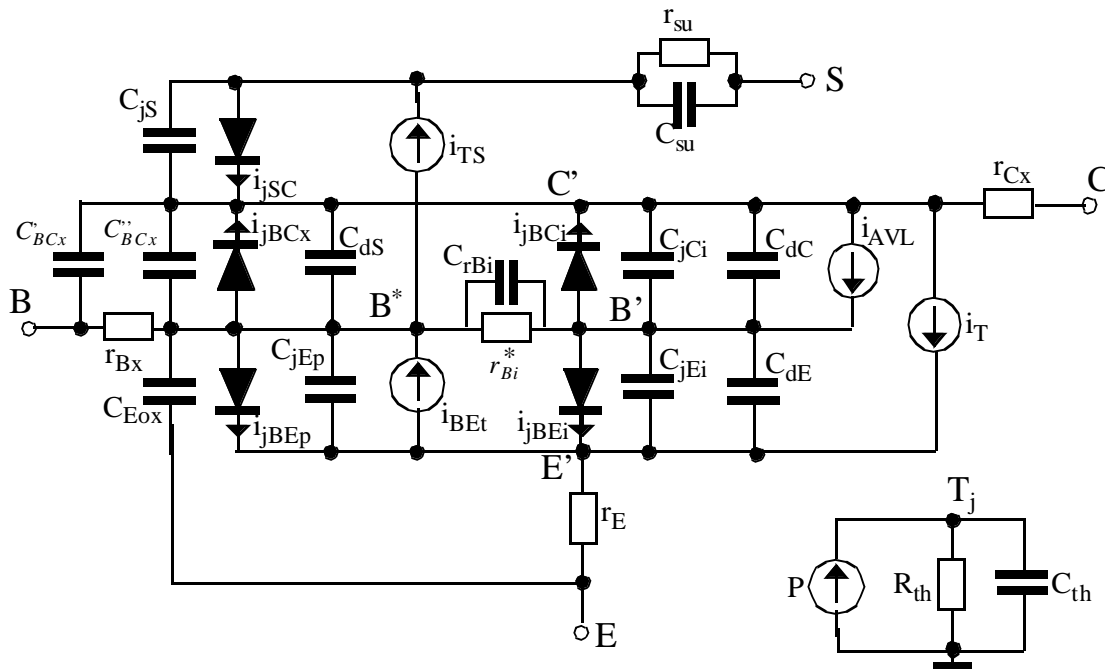 r_su
S
C_su
C_jS
i_TS
i_jSC
C'
r_Cx
C
C'_BCx
C''_BCx
i_jBCx
C_dS
C_rBi
i_jBCi
C_jCi
C_dC
i_AVL
B
B*
B'
i_T
r_Bx
C_jEp
r*_Bi
C_jEi
C_dE
C_Eox
i_jBEp
i_BEt
i_jBEi
E'
r_E
T_j
P
R_th
C_th
E